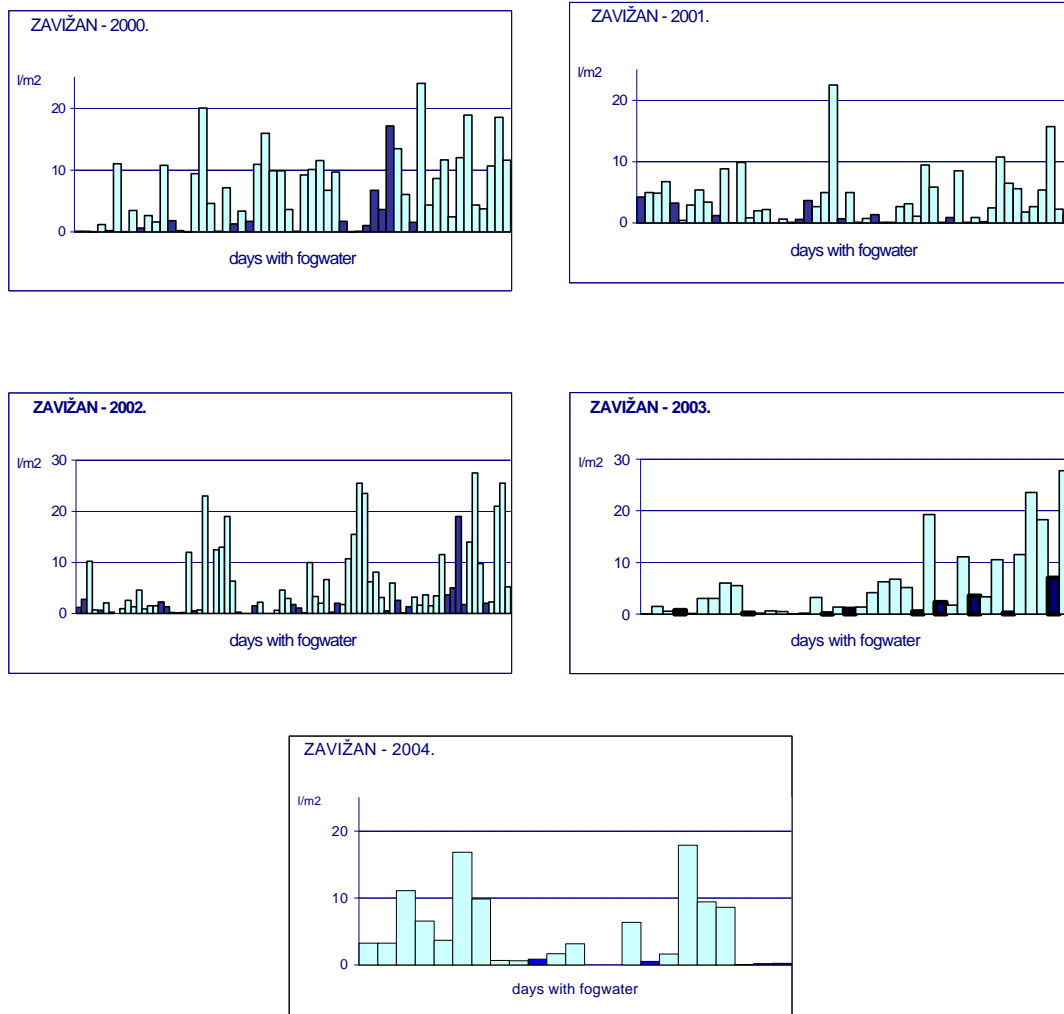 ZAVIŽAN - 2000.
l/m2
20
10
0
days with fogwater
ZAVIŽAN - 2001.
l/m2
20
10
0
days with fogwater
ZAVIŽAN - 2002.
l/m2
30
20
10
0
days with fogwater
ZAVIŽAN - 2003.
l/m2
30
20
10
0
days with fogwater
ZAVIŽAN - 2004.
l/m2
20
10
0
days with fogwater